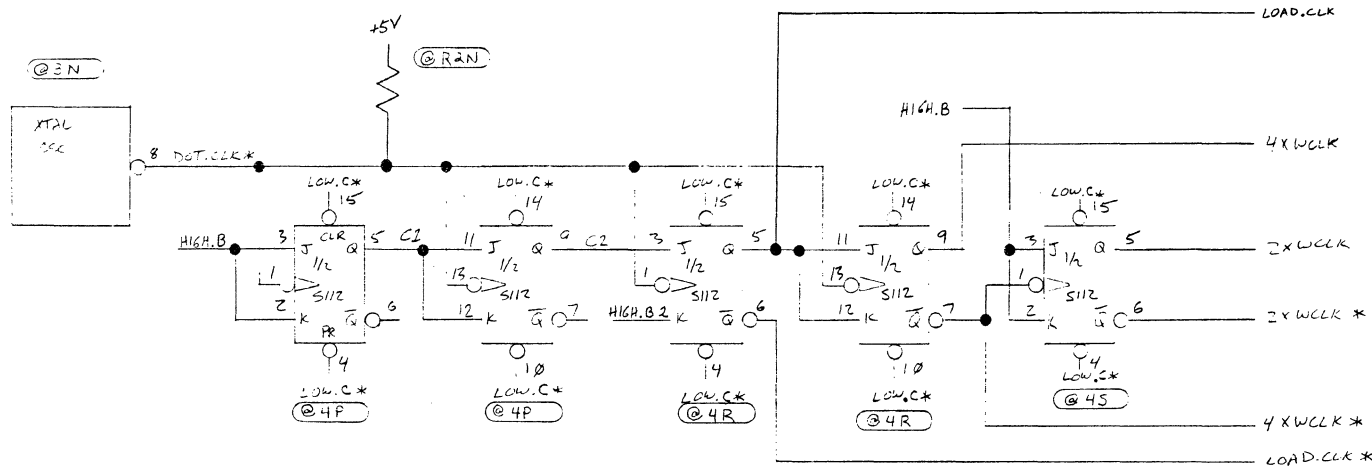 LOAD.CLK
+5V
@ R2N
@ 3N
HIGH.B
XTAL
OSC
4XWCLK
8 DOT.CLK*
LOW.C* LOW.C* LOW.C* LOW.C* LOW.C*
15 14 15 14 15
HIGH.B 3 J CLR Q 5 C1 11 J Q 9 C2 3 J Q 5 11 J Q 9 3 J Q 5 2XWCLK
1/2 1/2 1/2 1/2 1/2
1 S112 13 S112 1 S112 13 S112 1 S112
2 K Q 6 12 K Q 7 HIGH.B2 K Q 6 12 K Q 7 2 K Q 6 2XWCLK*
PR
4 10 4 10 4
LOW.C* LOW.C* LOW.C* LOW.C* LOW.C*
@ 4P @ 4P @ 4R @ 4R @ 4S
4XWCLK*
LOAD.CLK*